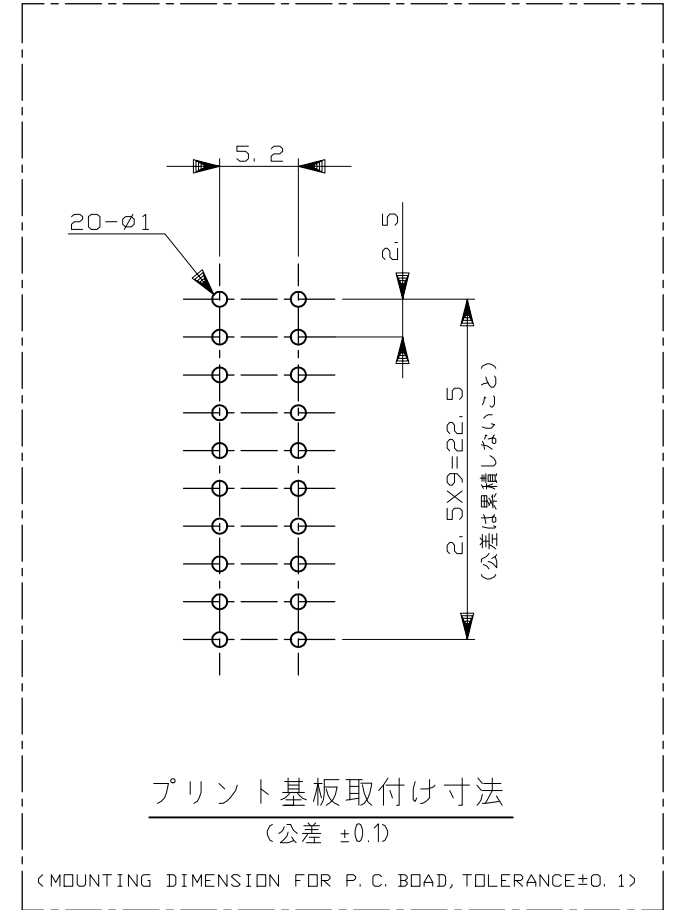 5.2
20-ø1
2.5
2.5X9=22.5
(公差は累積しないこと)
プリント基板取付け寸法
(公差 ±0.1)
(MOUNTING DIMENSION FOR P.C.BOAD,TOLERANCE±0.1)